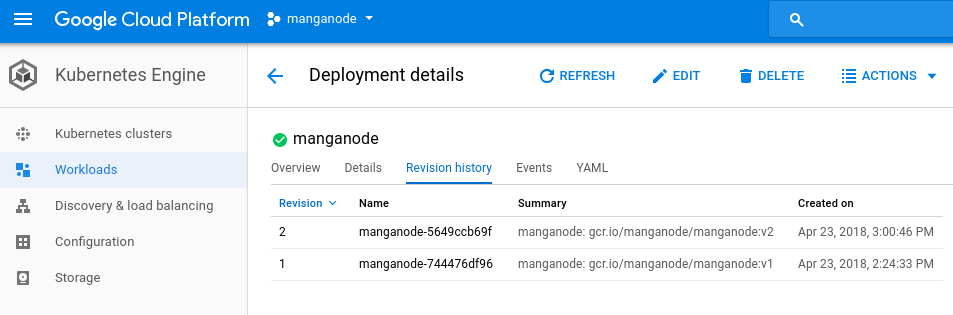 Google Cloud Platform manganode
Kubernetes Engine
Deployment details REFRESH EDIT DELETE ACTIONS
Kubernetes clusters
Workloads
Discovery & load balancing
Configuration
Storage
manganode
Overview Details Revision history Events YAML
Revision Name Summary Created on
2 manganode-5649ccb69f manganode: gcr.io/manganode/manganode:v2 Apr 23, 2018, 3:00:46 PM
1 manganode-744476df96 manganode: gcr.io/manganode/manganode:v1 Apr 23, 2018, 2:24:33 PM